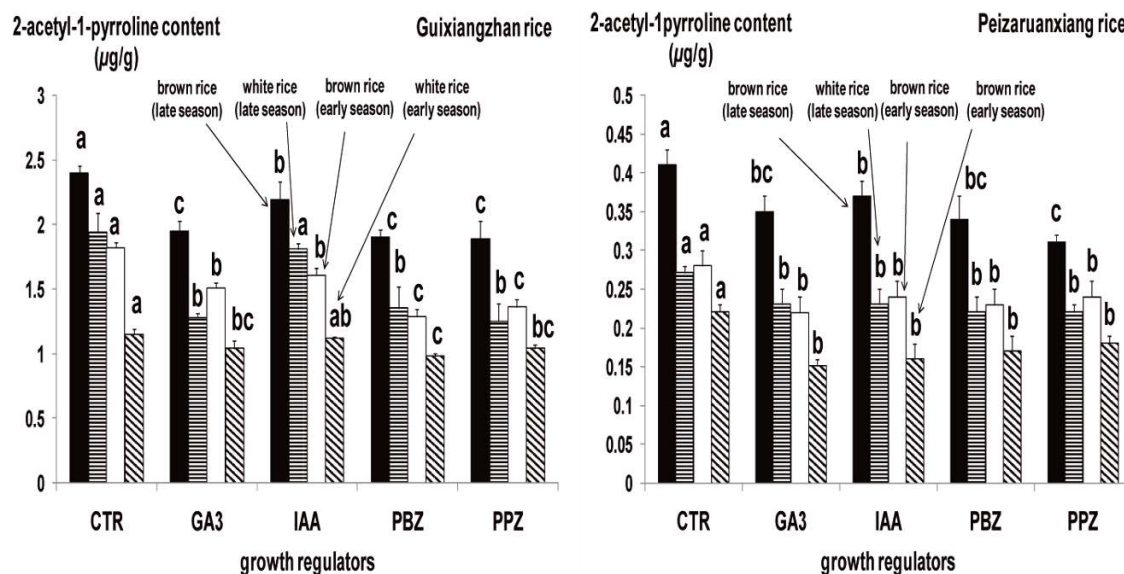 2-acetyl-1-pyrroline content
(µg/g)
Guixiangzhan rice
brown rice
(late season)
white rice
(late season)
brown rice
(early season)
white rice
(early season)
3
2.5
2
1.5
1
0.5
0
a
a
a
a
c
b
b
bc
b
a
b
ab
c
b
c
c
c
b
c
bc
CTR
GA3
IAA
PBZ
PPZ
growth regulators
2-acetyl-1pyrroline content
(µg/g)
Peizaruanxiang rice
brown rice
(late season)
white rice
(late season)
brown rice
(early season)
brown rice
(early season)
0.5
0.45
0.4
0.35
0.3
0.25
0.2
0.15
0.1
0.05
0
a
a
a
a
bc
b
b
b
b
b
b
b
bc
b
b
b
c
b
b
b
CTR
GA3
IAA
PBZ
PPZ
growth regulators